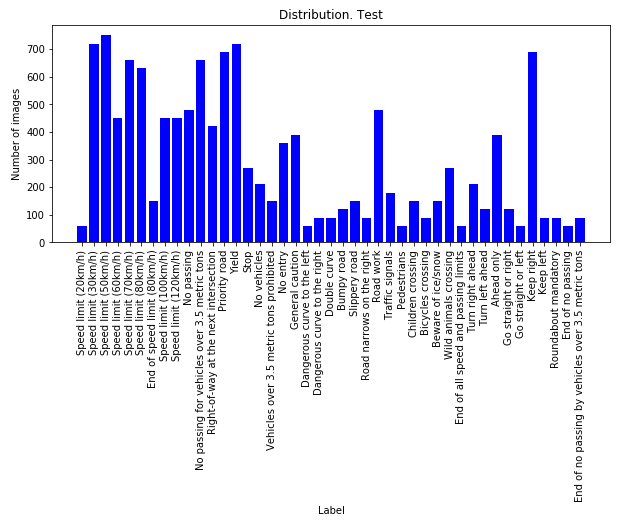 Distribution. Test
Number of images
700
600
500
400
300
200
100
0
Speed limit (20km/h)
Speed limit (30km/h)
Speed limit (50km/h)
Speed limit (60km/h)
Speed limit (70km/h)
Speed limit (80km/h)
End of speed limit (80km/h)
Speed limit (100km/h)
Speed limit (120km/h)
No passing
No passing for vehicles over 3.5 metric tons
Right-of-way at the next intersection
Priority road
Yield
Stop
No vehicles
Vehicles over 3.5 metric tons prohibited
No entry
General caution
Dangerous curve to the left
Dangerous curve to the right
Double curve
Bumpy road
Slippery road
Road narrows on the right
Road work
Traffic signals
Pedestrians
Children crossing
Bicycles crossing
Beware of ice/snow
Wild animals crossing
End of all speed and passing limits
Turn right ahead
Turn left ahead
Ahead only
Go straight or right
Go straight or left
Keep right
Keep left
Roundabout mandatory
End of no passing
End of no passing by vehicles over 3.5 metric tons
Label